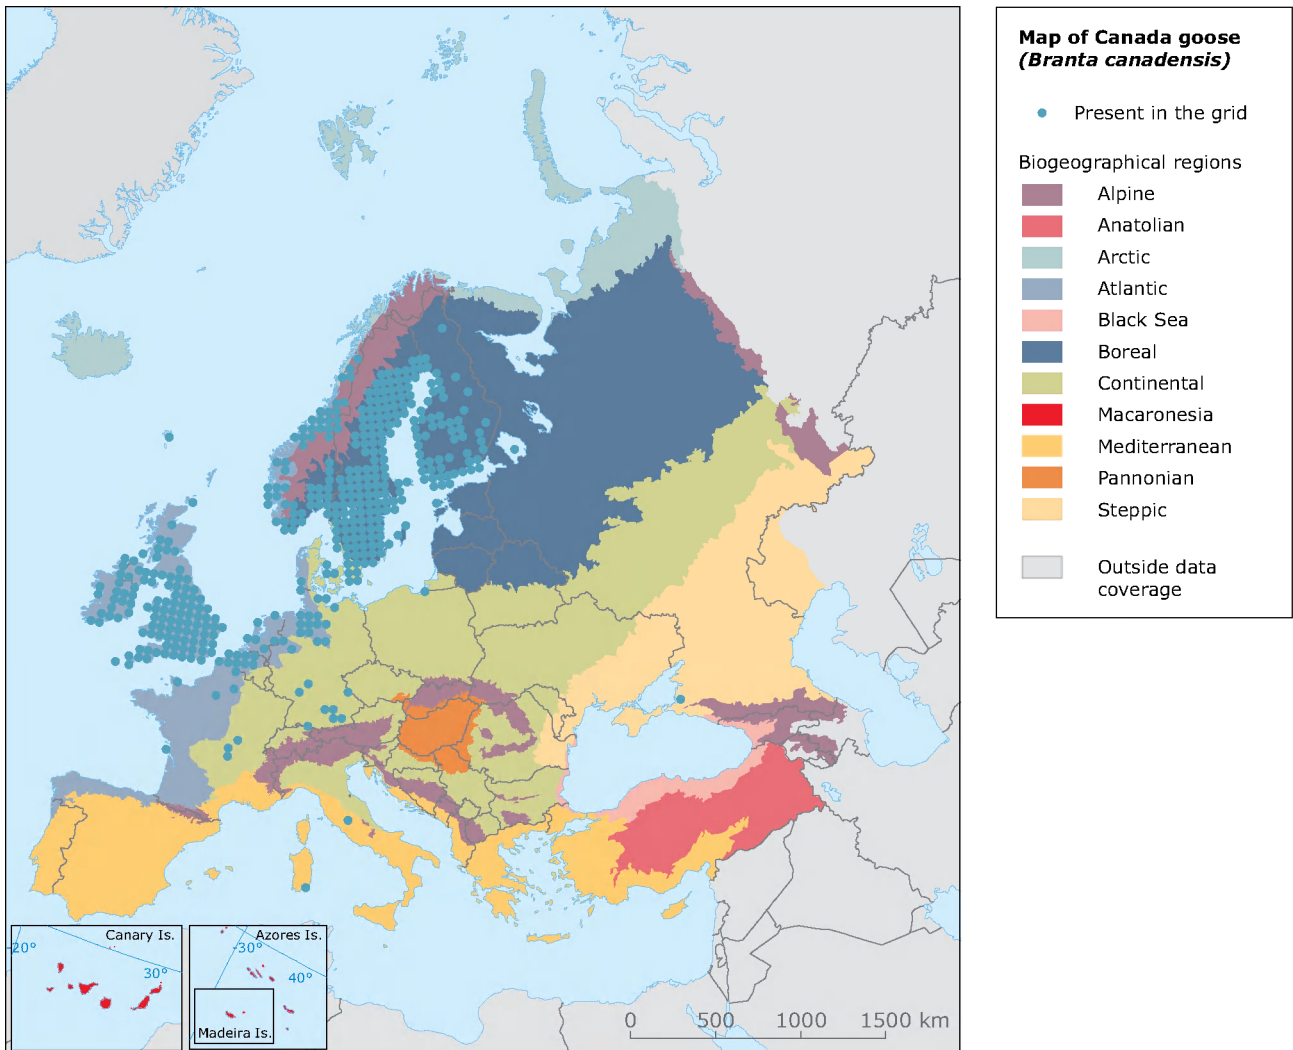 Map of Canada goose
(Branta canadensis)
Present in the grid
Biogeographical regions
Alpine
Anatolian
Arctic
Atlantic
Black Sea
Boreal
Continental
Macaronesia
Mediterranean
Pannonian
Steppic
Outside data
coverage
Canary Is.
-20°
30°
Azores Is.
-30°
40°
Madeira Is.
0 500 1000 1500 km